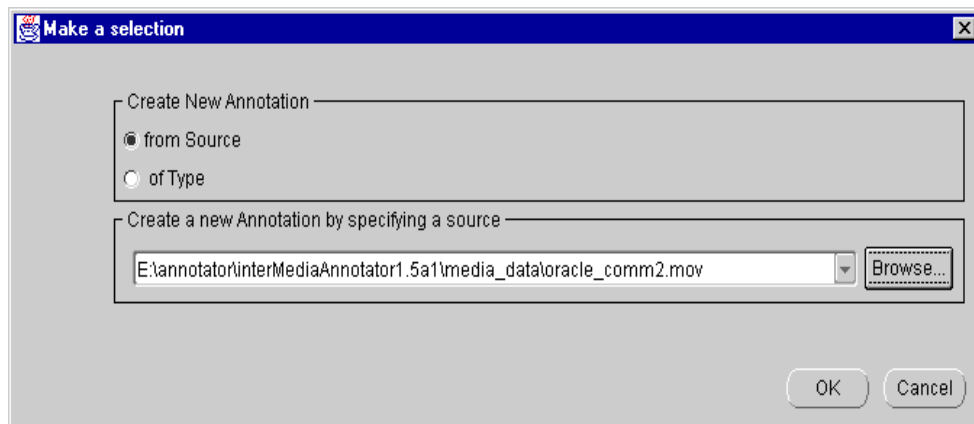 Make a selection
Create New Annotation
from Source
of Type
Create a new Annotation by specifying a source
E:\annotator\interMediaAnnotator1.5a1\media_data\oracle_comm2.mov Browse...
OK Cancel